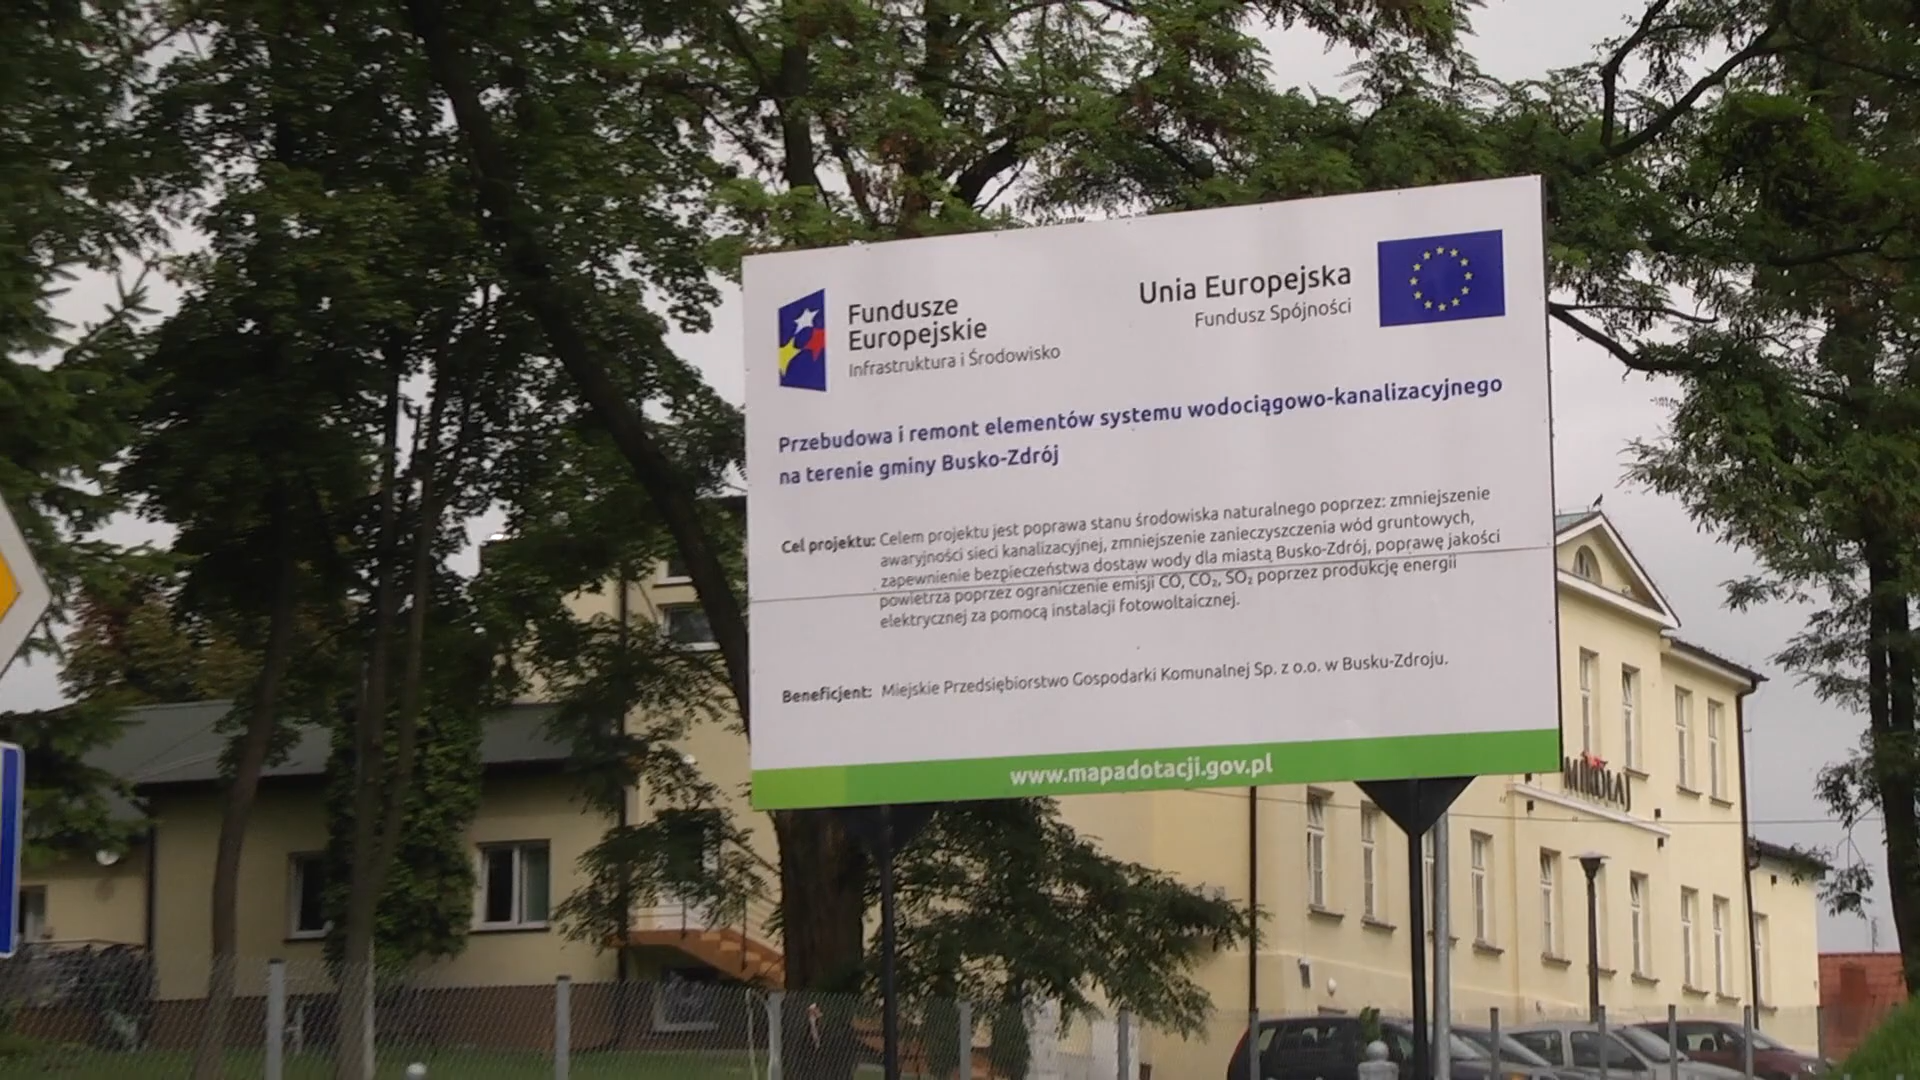 Fundusze
Europejskie
Infrastruktura i Środowisko
Unia Europejska
Fundusz Spójności
Przebudowa i remont elementów systemu wodociągowo-kanalizacyjnego
na terenie gminy Busko-Zdrój
Cel projektu: Celem projektu jest poprawa stanu środowiska naturalnego poprzez: zmniejszenie
awaryjności sieci kanalizacyjnej, zmniejszenie zanieczyszczenia wód gruntowych,
zapewnienie bezpieczeństwa dostaw wody dla miasta Busko-Zdrój, poprawę jakości
powietrza poprzez ograniczenie emisji CO, CO₂, SO₂ poprzez produkcję energii
elektrycznej za pomocą instalacji fotowoltaicznej.
Beneficjent: Miejskie Przedsiębiorstwo Gospodarki Komunalnej Sp. z o.o. w Busku-Zdroju.
www.mapadotacji.gov.pl
MIKOŁAJ